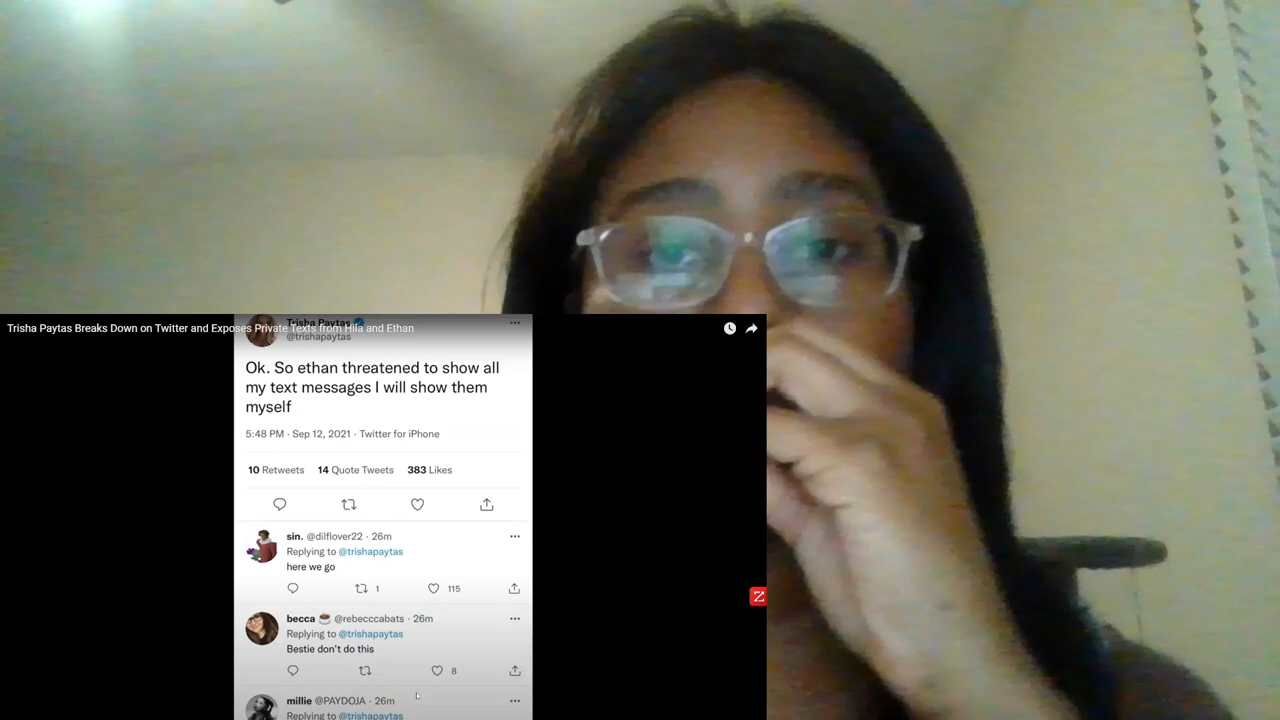 Trisha Paytas Breaks Down on Twitter and Exposes Private Texts from Hila and Ethan
Trisha Paytas
@trishapaytas
Ok. So ethan threatened to show all
my text messages I will show them
myself
5:48 PM · Sep 12, 2021 · Twitter for iPhone
10 Retweets 14 Quote Tweets 383 Likes
sin. @dilflover22 · 26m
Replying to @trishapaytas
here we go
1 115
becca ☕ @rebecccabats · 26m
Replying to @trishapaytas
Bestie don't do this
8
millie @PAYDOJA · 26m
Replying to @trishapaytas
Z